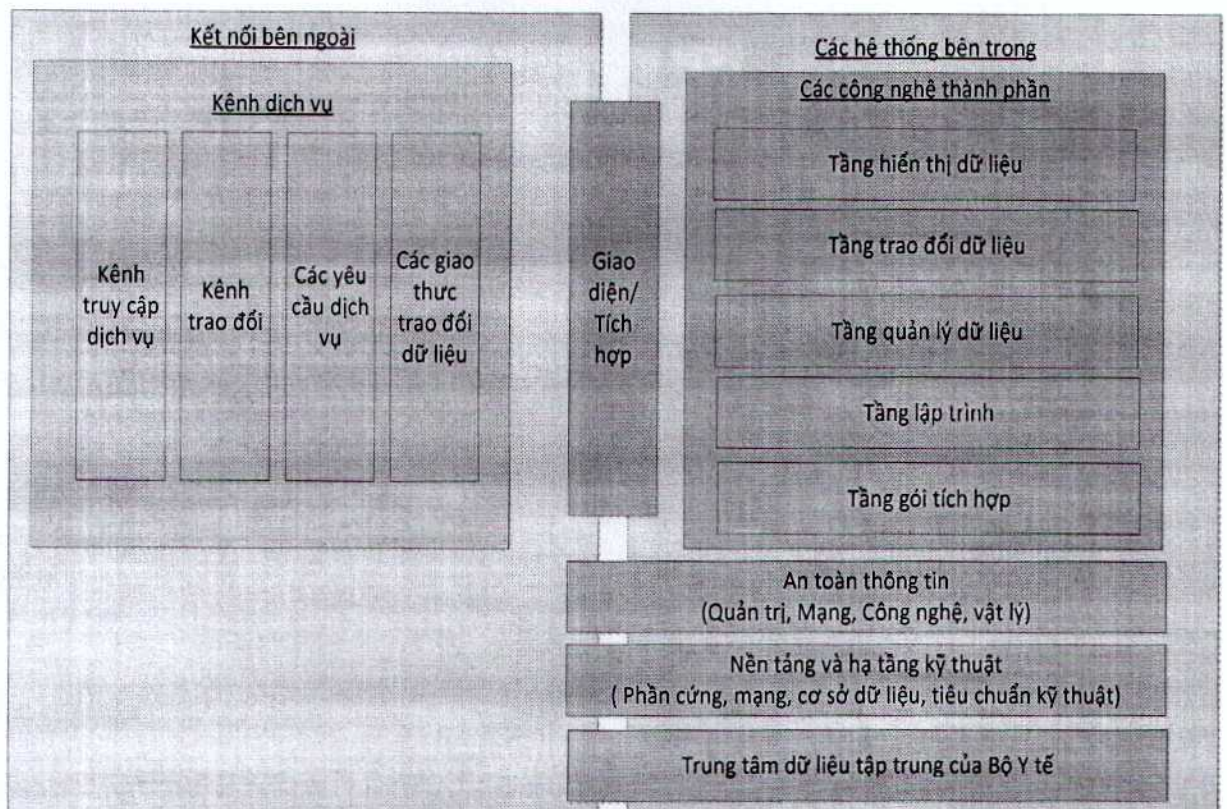 Kết nối bên ngoài
Kênh dịch vụ
Kênh
truy cập
dịch vụ
Kênh
trao đổi
Các yêu
cầu dịch
vụ
Các giao
thưc
trao đổi
dữ liệu
Giao
diện/
Tích
hợp
Các hệ thống bên trong
Các công nghệ thành phần
Tầng hiển thị dữ liệu
Tầng trao đổi dữ liệu
Tầng quản lý dữ liệu
Tầng lập trình
Tầng gói tích hợp
An toàn thông tin
(Quản trị, Mạng, Công nghệ, vật lý)
Nền tảng và hạ tầng kỹ thuật
( Phần cứng, mạng, cơ sở dữ liệu, tiêu chuẩn kỹ thuật)
Trung tâm dữ liệu tập trung của Bộ Y tế